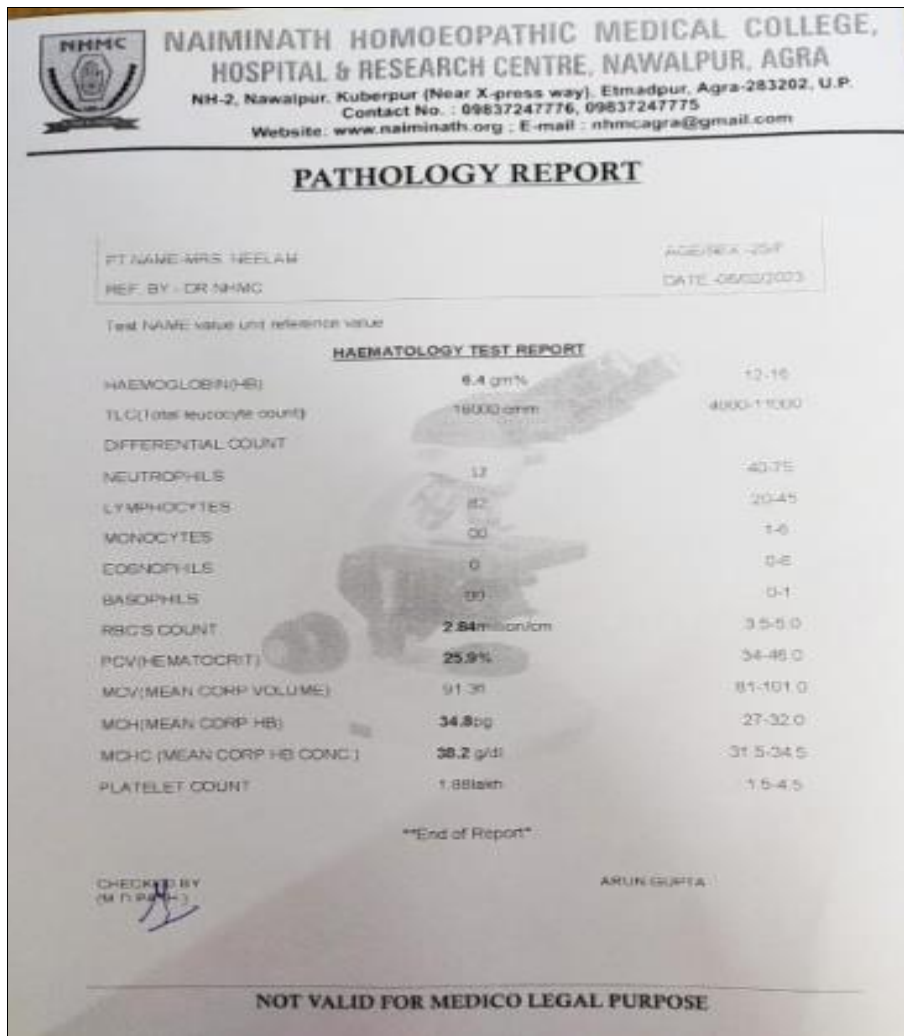 NHMC
NAIMINATH HOMOEOPATHIC MEDICAL COLLEGE,
HOSPITAL & RESEARCH CENTRE, NAWALPUR, AGRA
NH-2, Nawalpur, Kuberpur (Near X-press way), Etmadpur, Agra-283202, U.P.
Contact No. : 09837247776, 09837247775
Website: www.naiminath.org ; E-mail : nhmcagra@gmail.com
PATHOLOGY REPORT
PT NAME-MRS. NEELAM AGE/SEX -25/F
REF. BY - DR NHMC DATE -06/02/2023
Test NAME value unit reference value
HAEMATOLOGY TEST REPORT
HAEMOGLOBIN(HB) 6.4 gm% 12-16
TLC(Total leucocyte count) 16000 cmm 4000-11000
DIFFERENTIAL COUNT
NEUTROPHILS 12 40-75
LYMPHOCYTES 82 20-45
MONOCYTES 00 1-6
EOSNOPHILS 0 0-6
BASOPHILS 00 0-1
RBC'S COUNT 2.84million/cm 3.5-5.0
PCV(HEMATOCRIT) 25.9% 34-46.0
MCV(MEAN CORP VOLUME) 91.3 81-101.0
MCH(MEAN CORP HB) 34.8pg 27-32.0
MCHC (MEAN CORP HB CONC.) 38.2 g/dl 31.5-34.5
PLATELET COUNT 1.88lakh 1.5-4.5
**End of Report*
CHECKED BY ARUN GUPTA
(M.D.PATH.)
NOT VALID FOR MEDICO LEGAL PURPOSE